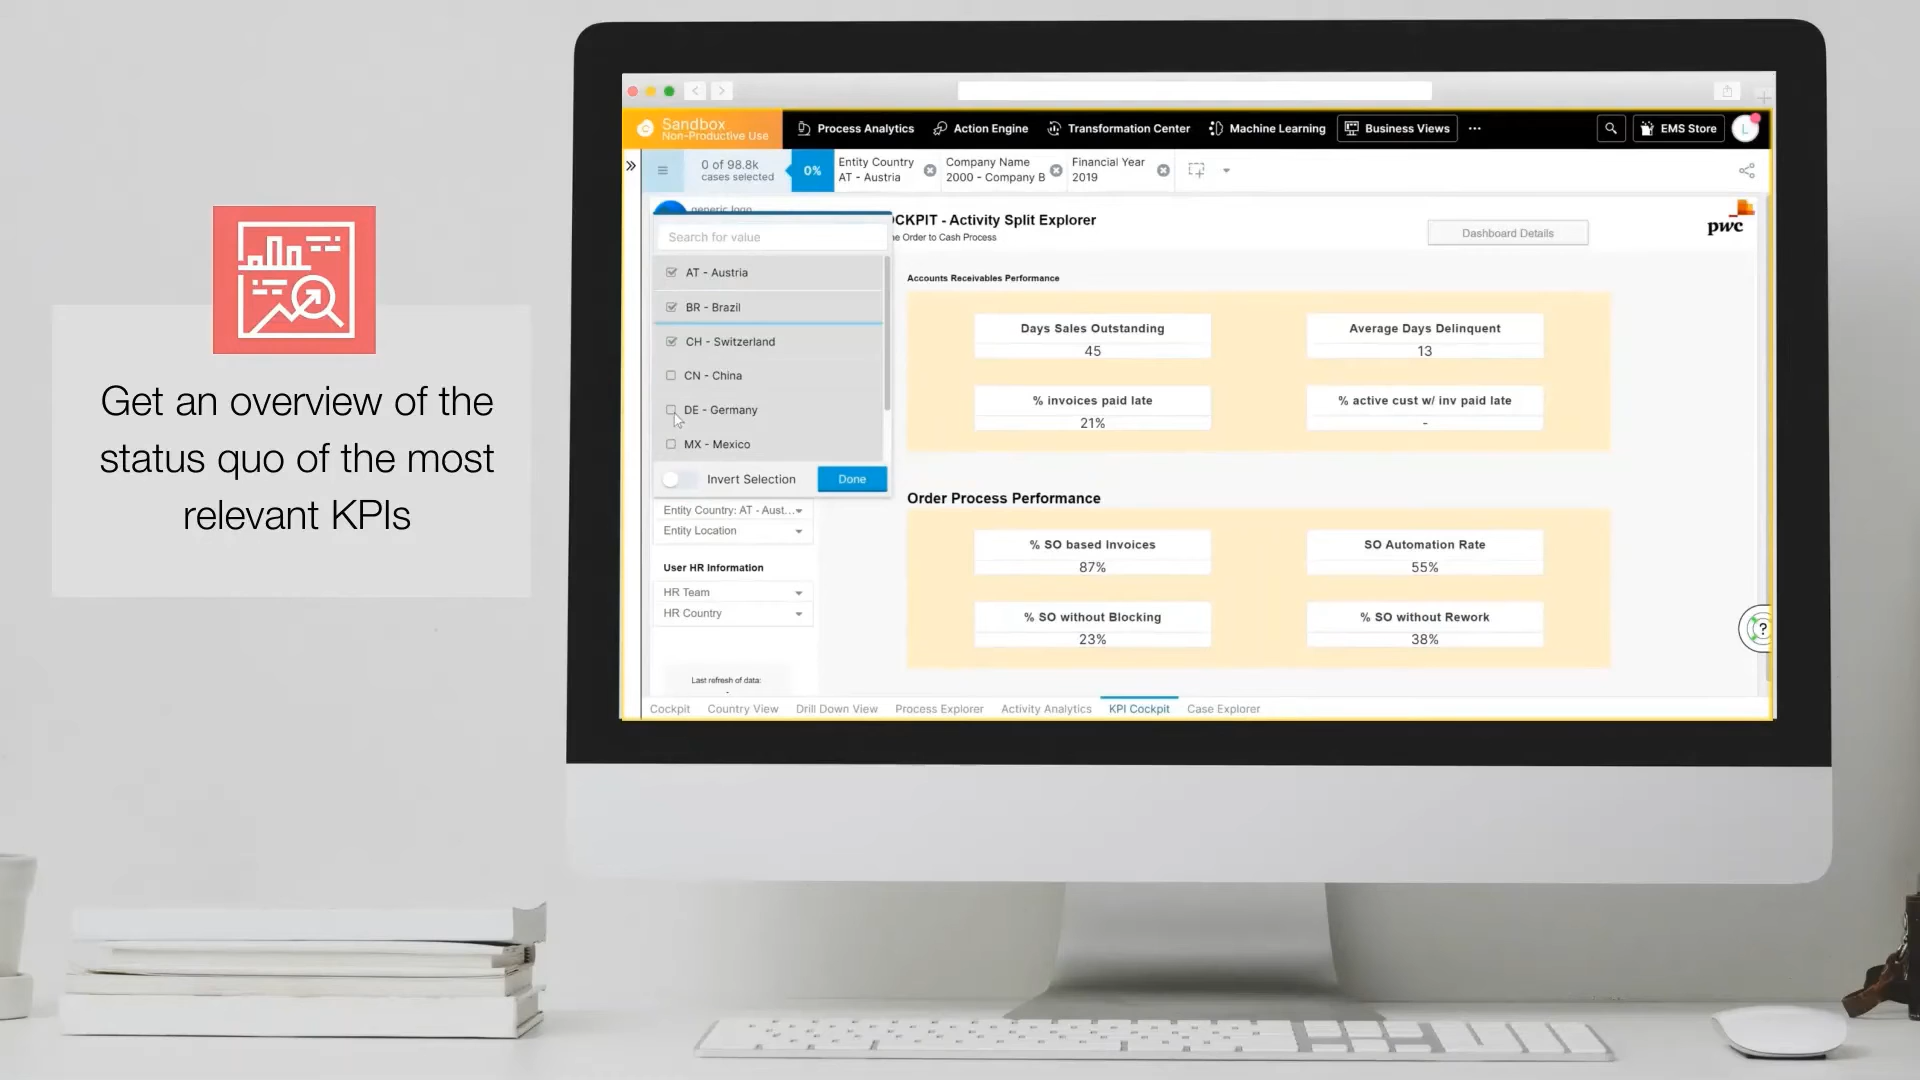 Get an overview of the
status quo of the most
relevant KPIs
Sandbox
Non-Productive Use
Process Analytics
Action Engine
Transformation Center
Machine Learning
Business Views
EMS Store
L
0 of 98.8k
cases selected
0%
Entity Country
AT - Austria
Company Name
2000 - Company B
Financial Year
2019
generic logo
Search for value
AT - Austria
BR - Brazil
CH - Switzerland
CN - China
DE - Germany
MX - Mexico
Invert Selection
Done
Entity Country: AT - Aust...
Entity Location
User HR Information
HR Team
HR Country
Last refresh of data:
-
OCKPIT - Activity Split Explorer
he Order to Cash Process
Dashboard Details
pwc
Accounts Receivables Performance
Days Sales Outstanding
45
Average Days Delinquent
13
% invoices paid late
21%
% active cust w/ inv paid late
-
Order Process Performance
% SO based Invoices
87%
SO Automation Rate
55%
% SO without Blocking
23%
% SO without Rework
38%
?
Cockpit
Country View
Drill Down View
Process Explorer
Activity Analytics
KPI Cockpit
Case Explorer